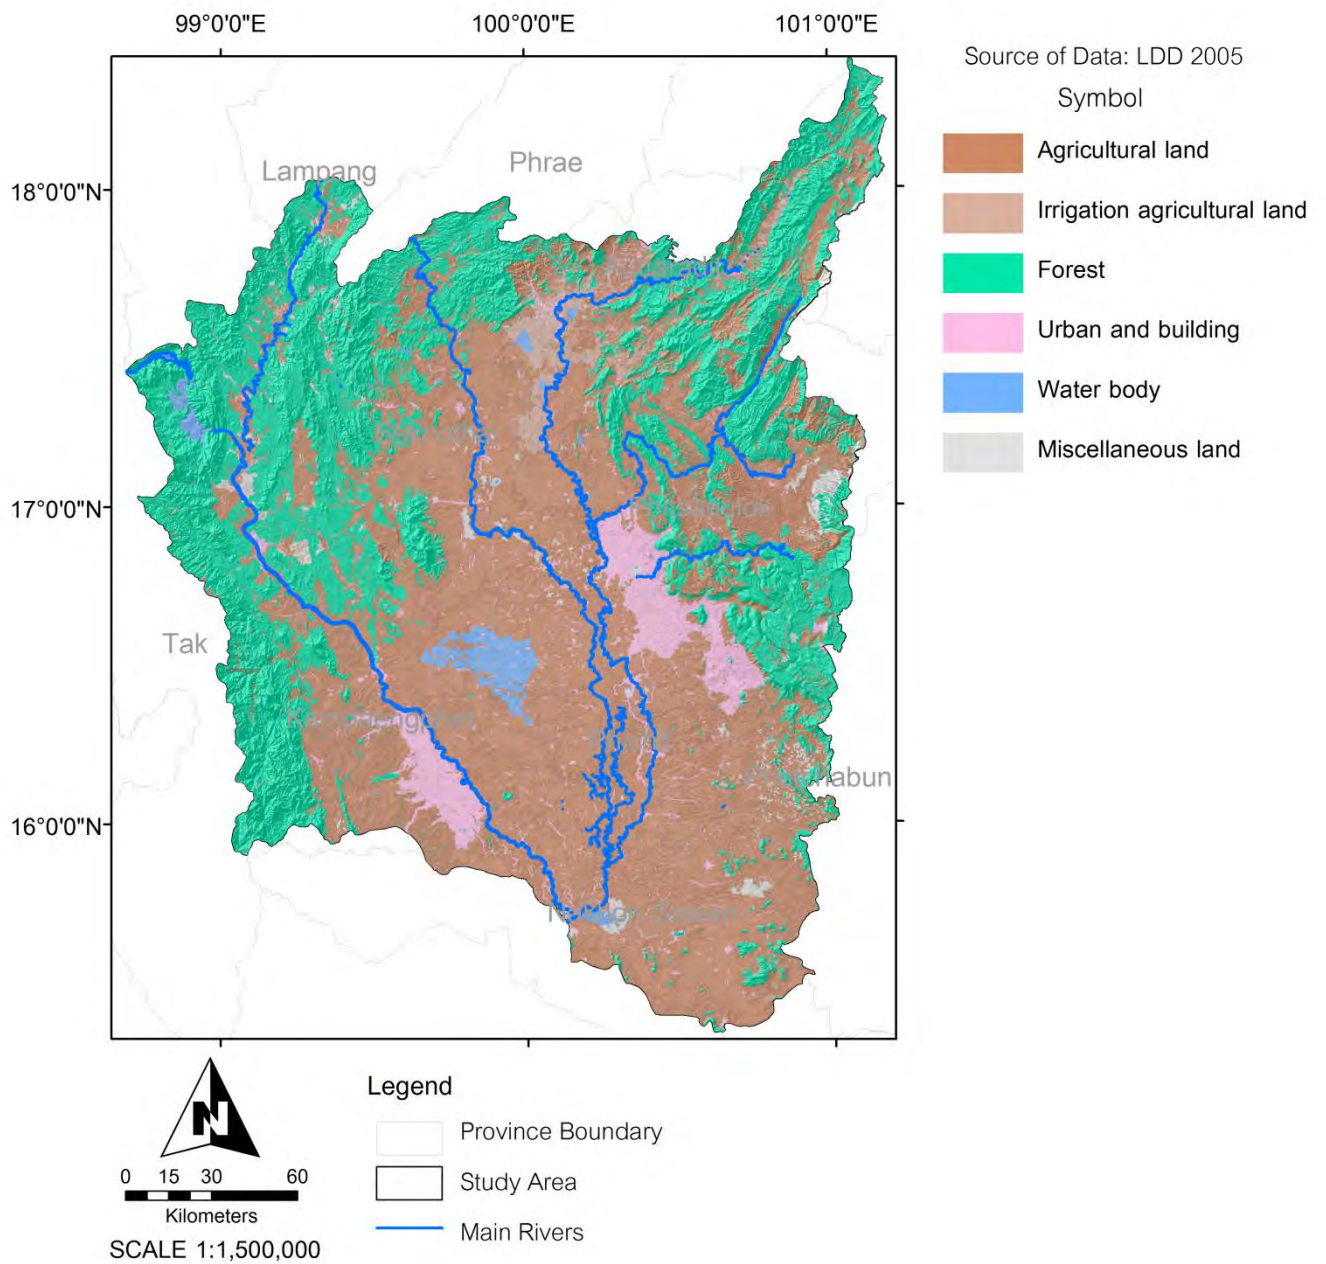 99°0'0"E 100°0'0"E 101°0'0"E
Source of Data: LDD 2005
Symbol
Agricultural land
Irrigation agricultural land
Forest
Urban and building
Water body
Miscellaneous land
Lampang
Phrae
18°0'0"N
17°0'0"N
Tak
16°0'0"N
N
Legend
Province Boundary
Study Area
Main Rivers
0 15 30 60
Kilometers
SCALE 1:1,500,000